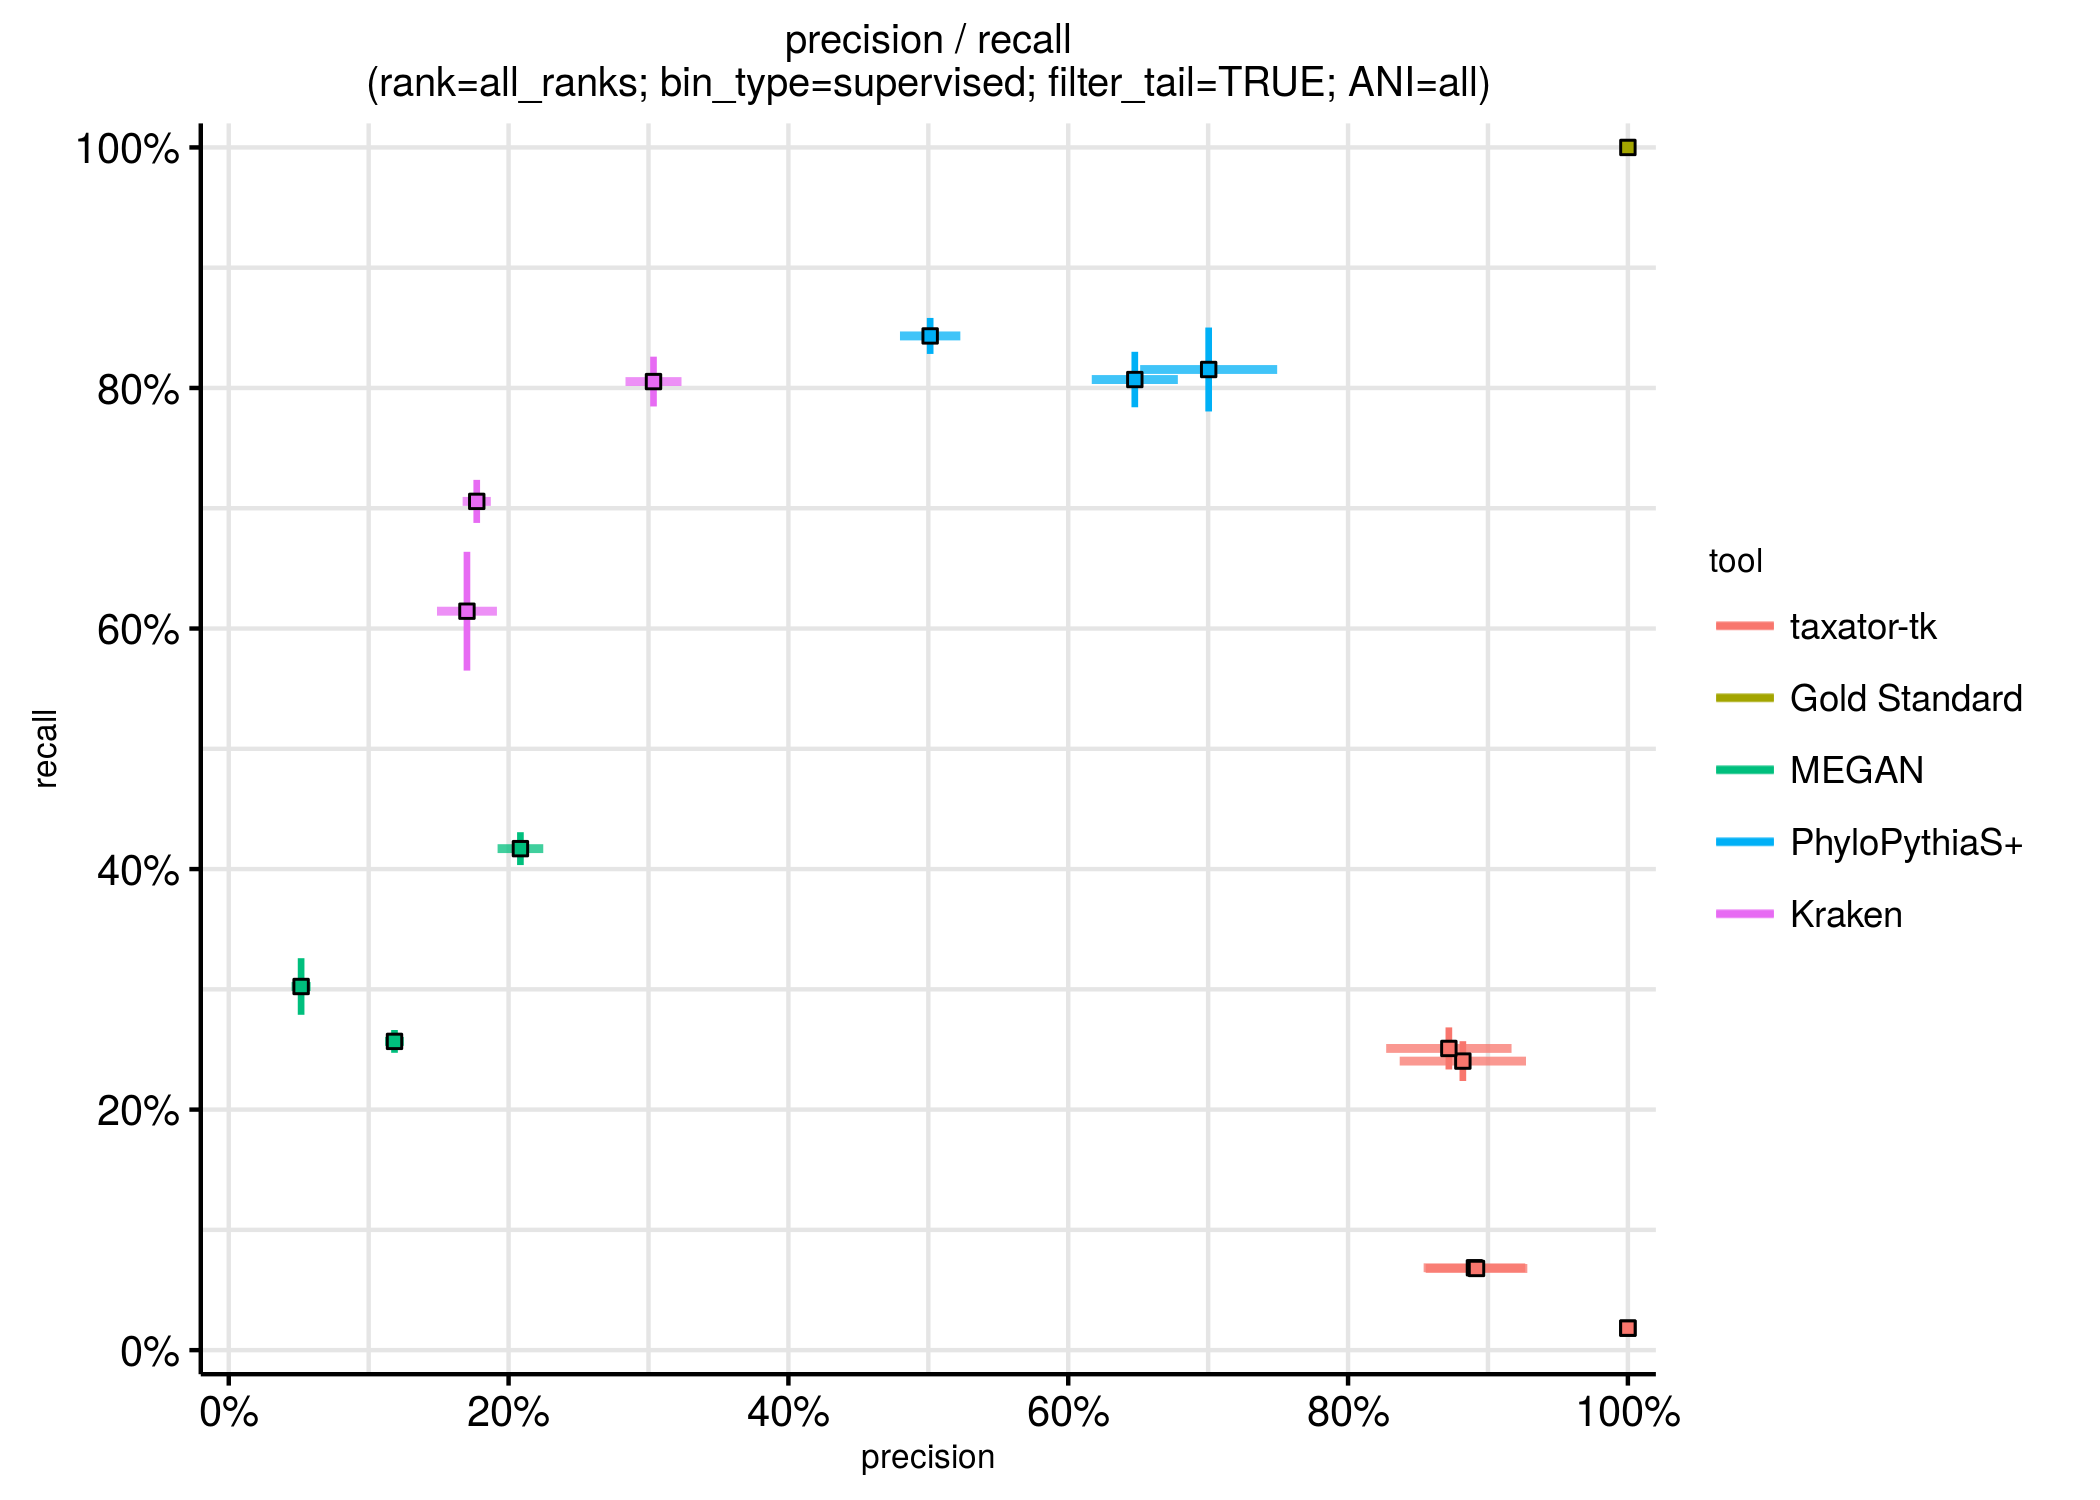 precision / recall
(rank=all_ranks; bin_type=supervised; filter_tail=TRUE; ANI=all)
100%
80%
60%
40%
20%
0%
recall
0%
20%
40%
60%
80%
100%
precision
tool
taxator-tk
Gold Standard
MEGAN
PhyloPythiaS+
Kraken